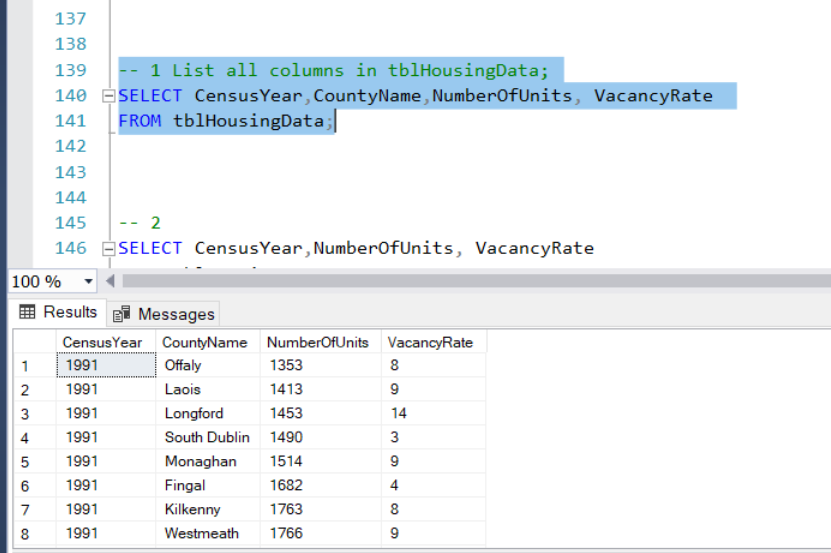 137
138
139 -- 1 List all columns in tblHousingData;
140 SELECT CensusYear,CountyName,NumberOfUnits, VacancyRate
141 FROM tblHousingData;
142
143
144
145 -- 2
146 SELECT CensusYear,NumberOfUnits, VacancyRate
100 %
Results Messages
CensusYear CountyName NumberOfUnits VacancyRate
1 1991 Offaly 1353 8
2 1991 Laois 1413 9
3 1991 Longford 1453 14
4 1991 South Dublin 1490 3
5 1991 Monaghan 1514 9
6 1991 Fingal 1682 4
7 1991 Kilkenny 1763 8
8 1991 Westmeath 1766 9